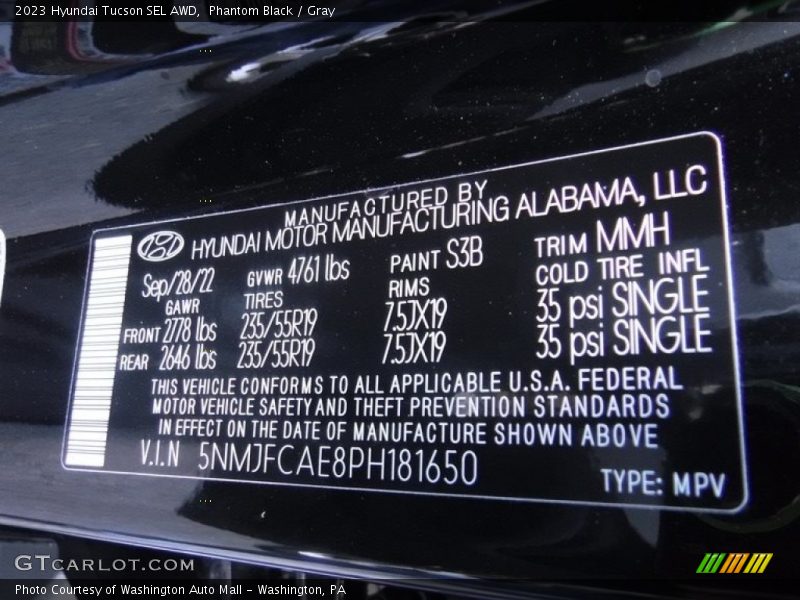 2023 Hyundai Tucson SEL AWD, Phantom Black / Gray
MANUFACTURED BY
HYUNDAI MOTOR MANUFACTURING ALABAMA, LLC
Sep/28/22 GVWR 4761 lbs PAINT S3B TRIM MMH
GAWR TIRES RIMS COLD TIRE INFL
FRONT 2778 lbs 235/55R19 7.5JX19 35 psi SINGLE
REAR 2646 lbs 235/55R19 7.5JX19 35 psi SINGLE
THIS VEHICLE CONFORMS TO ALL APPLICABLE U.S.A. FEDERAL
MOTOR VEHICLE SAFETY AND THEFT PREVENTION STANDARDS
IN EFFECT ON THE DATE OF MANUFACTURE SHOWN ABOVE
V.I.N 5NMJFCAE8PH181650
TYPE: MPV
GTCARLOT.COM
Photo Courtesy of Washington Auto Mall - Washington, PA